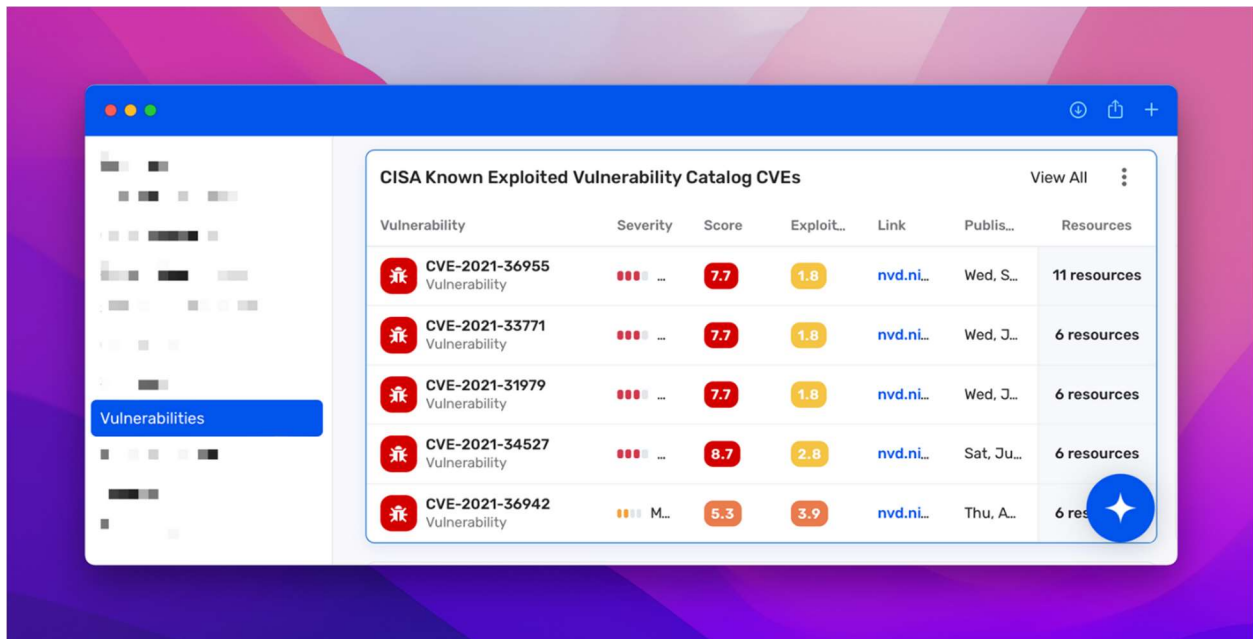 CISA Known Exploited Vulnerability Catalog CVEs View All
Vulnerability Severity Score Exploit... Link Publis... Resources
CVE-2021-36955 ... 7.7 1.8 nvd.ni... Wed, S... 11 resources
Vulnerability
CVE-2021-33771 ... 7.7 1.8 nvd.ni... Wed, J... 6 resources
Vulnerability
CVE-2021-31979 ... 7.7 1.8 nvd.ni... Wed, J... 6 resources
Vulnerability
Vulnerabilities
CVE-2021-34527 ... 8.7 2.8 nvd.ni... Sat, Ju... 6 resources
Vulnerability
CVE-2021-36942 M... 5.3 3.9 nvd.ni... Thu, A... 6 res
Vulnerability